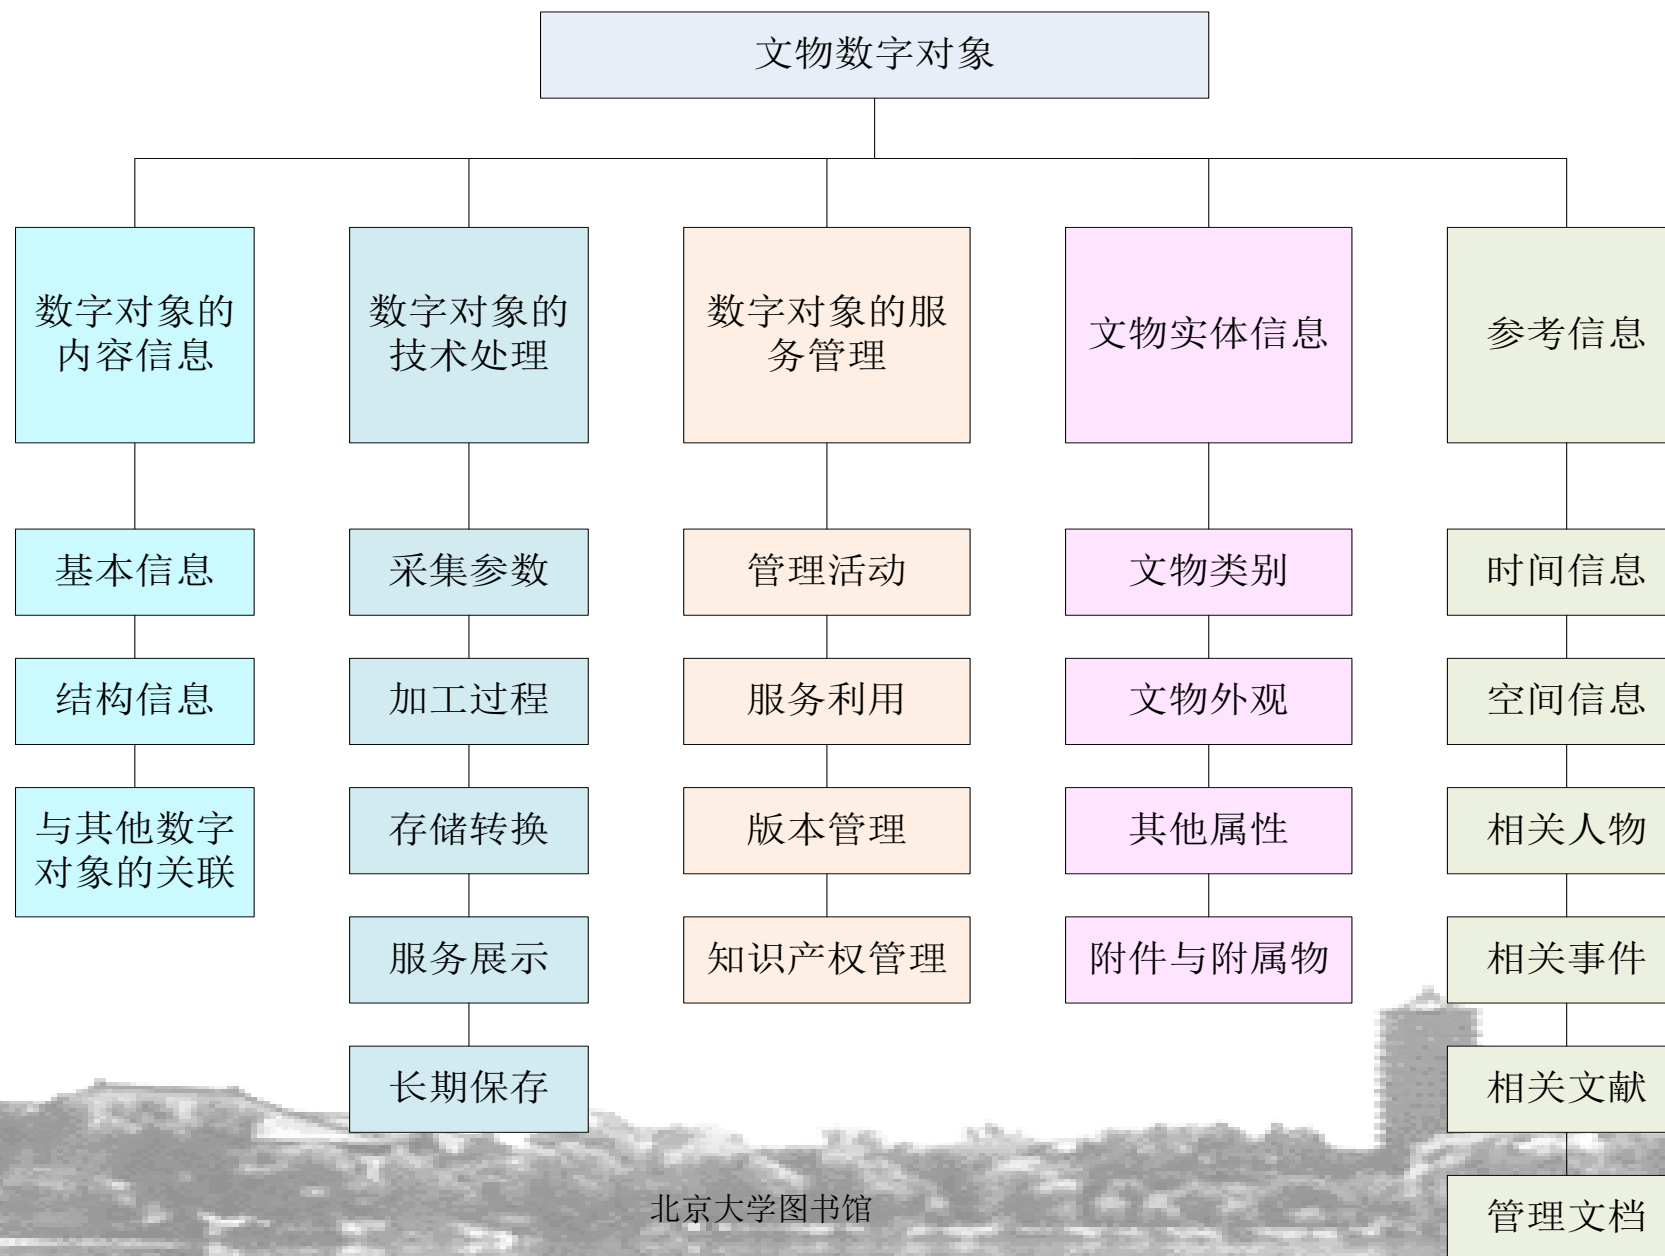 文物数字对象
数字对象的
内容信息
数字对象的
技术处理
数字对象的服
务管理
文物实体信息
参考信息
基本信息
采集参数
管理活动
文物类别
时间信息
结构信息
加工过程
服务利用
文物外观
空间信息
与其他数字
对象的关联
存储转换
版本管理
其他属性
相关人物
服务展示
知识产权管理
附件与附属物
相关事件
长期保存
相关文献
管理文档
北京大学图书馆